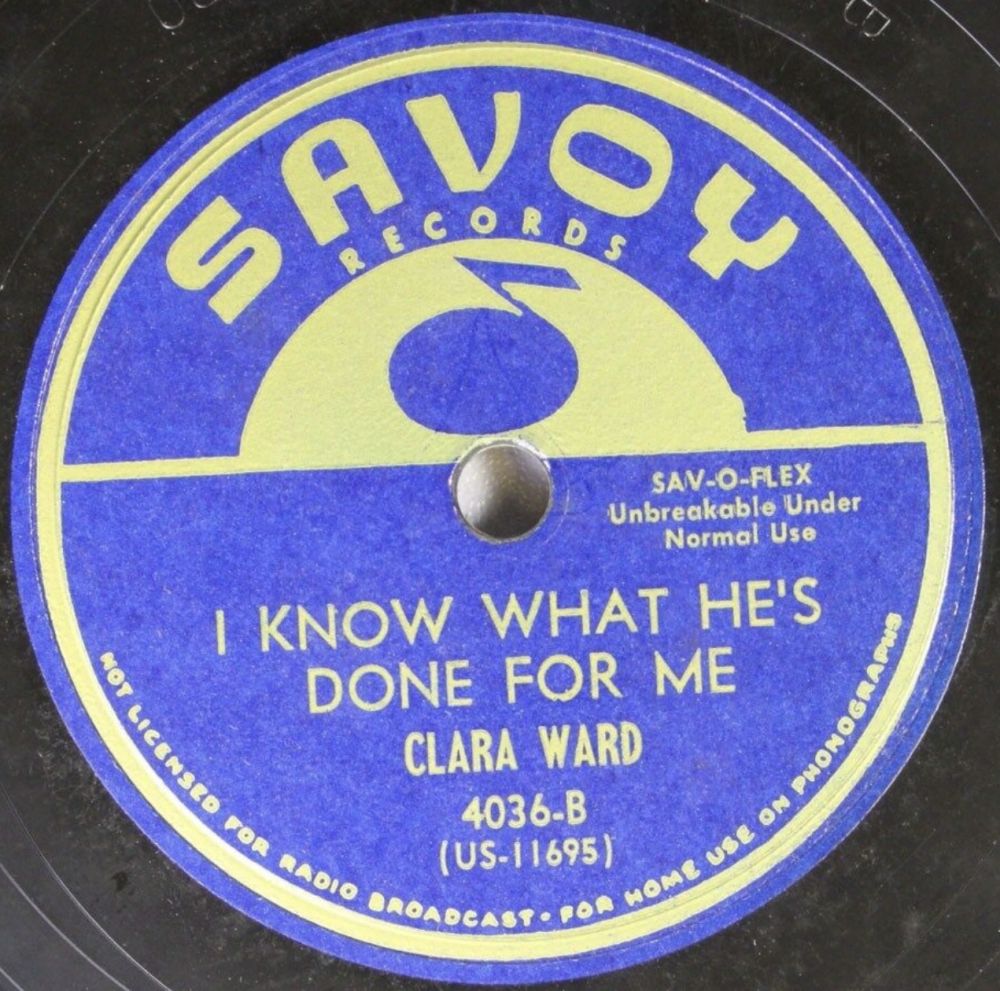 SAVOY
RECORDS
SAV-O-FLEX
Unbreakable Under
Normal Use
I KNOW WHAT HE'S
DONE FOR ME
CLARA WARD
4036-B
(US-11695)
NOT LICENSED FOR RADIO BROADCAST • FOR HOME USE ON PHONOGRAPHS